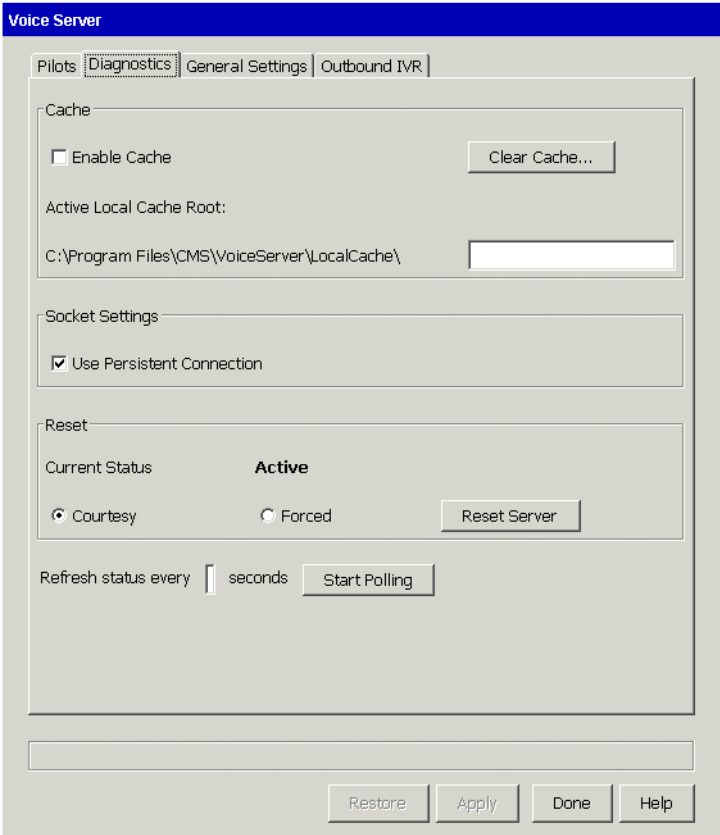 Voice Server
Pilots Diagnostics General Settings Outbound IVR
Cache
Enable Cache Clear Cache...
Active Local Cache Root:
C:\Program Files\CMS\VoiceServer\LocalCache\
Socket Settings
Use Persistent Connection
Reset
Current Status Active
Courtesy Forced Reset Server
Refresh status every seconds Start Polling
Restore Apply Done Help